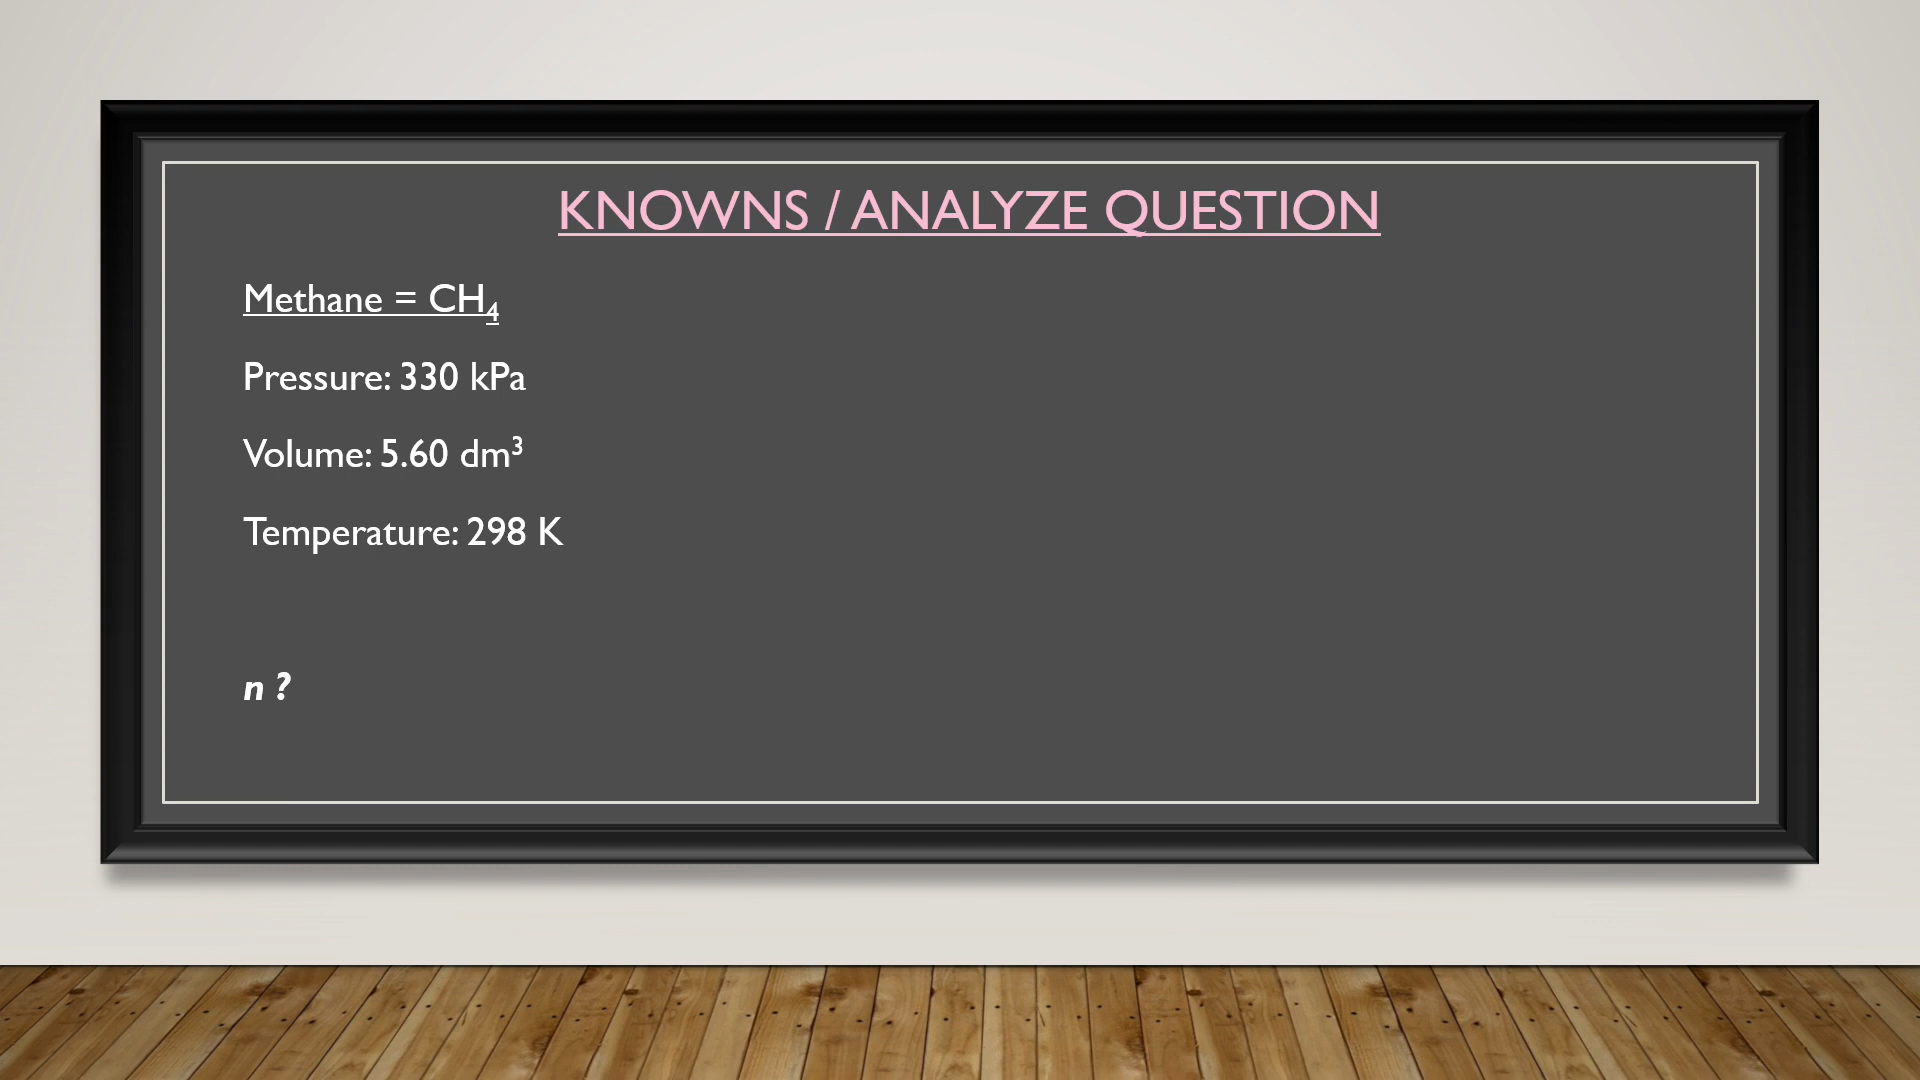 KNOWNS / ANALYZE QUESTION
Methane = CH₄
Pressure: 330 kPa
Volume: 5.60 dm³
Temperature: 298 K
n ?